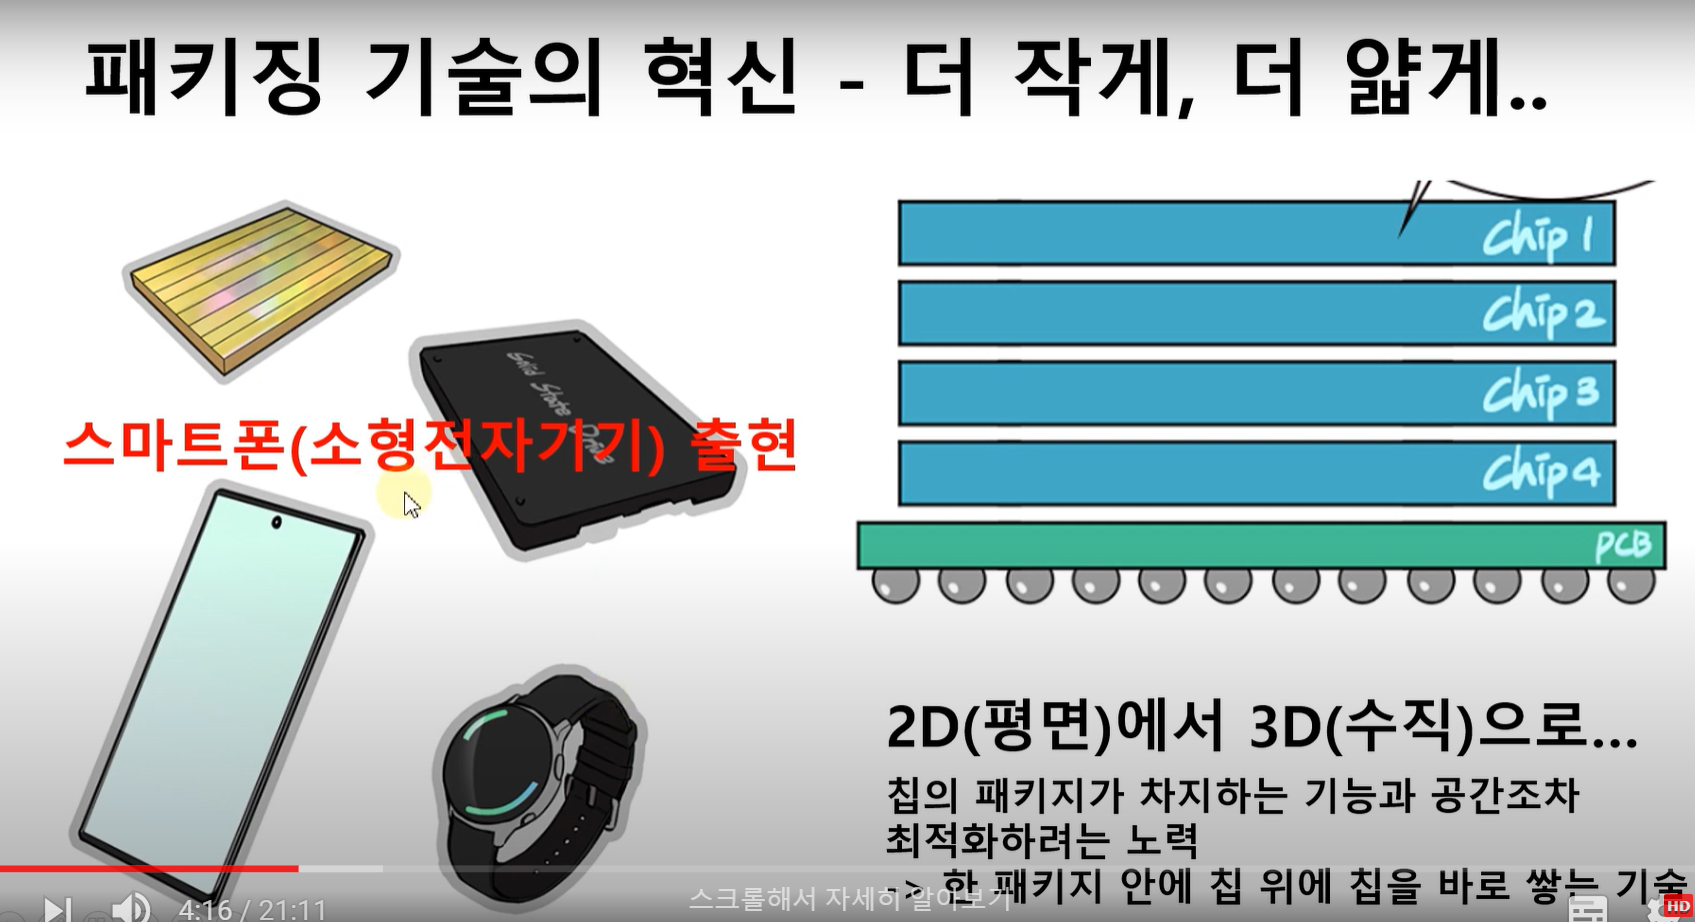 패키징 기술의 혁신 - 더 작게, 더 얇게..
Chip 1
Chip 2
Chip 3
Chip 4
PCB
Solid State Drive
스마트폰(소형전자기기) 출현
2D(평면)에서 3D(수직)으로...
칩의 패키지가 차지하는 기능과 공간조차
최적화하려는 노력
-> 한 패키지 안에 칩 위에 칩을 바로 쌓는 기술
스크롤해서 자세히 알아보기
4:16 / 21:11
HD